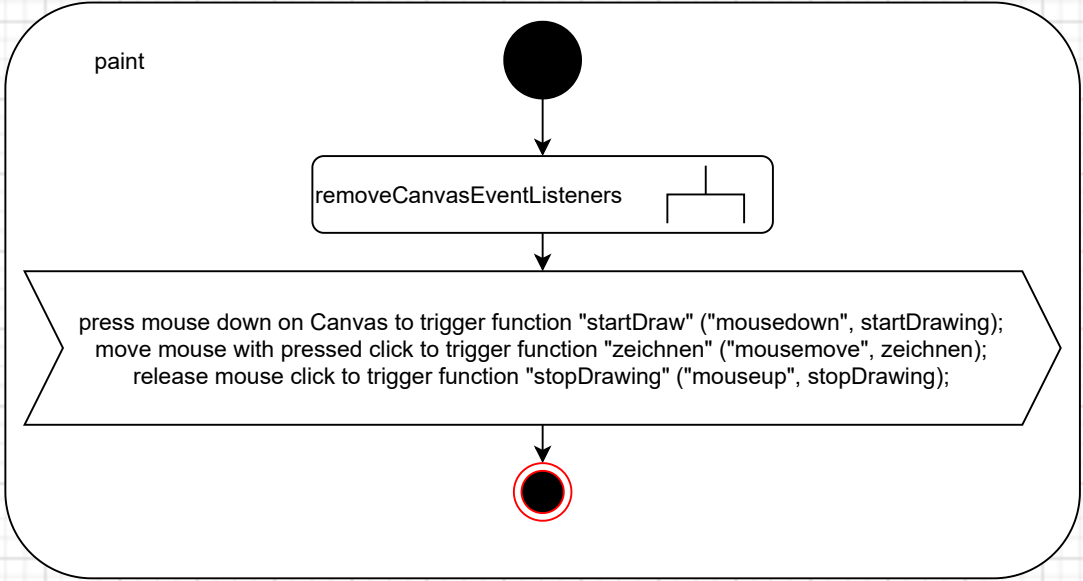 paint
removeCanvasEventListeners
press mouse down on Canvas to trigger function "startDraw" ("mousedown", startDrawing);
move mouse with pressed click to trigger function "zeichnen" ("mousemove", zeichnen);
release mouse click to trigger function "stopDrawing" ("mouseup", stopDrawing);